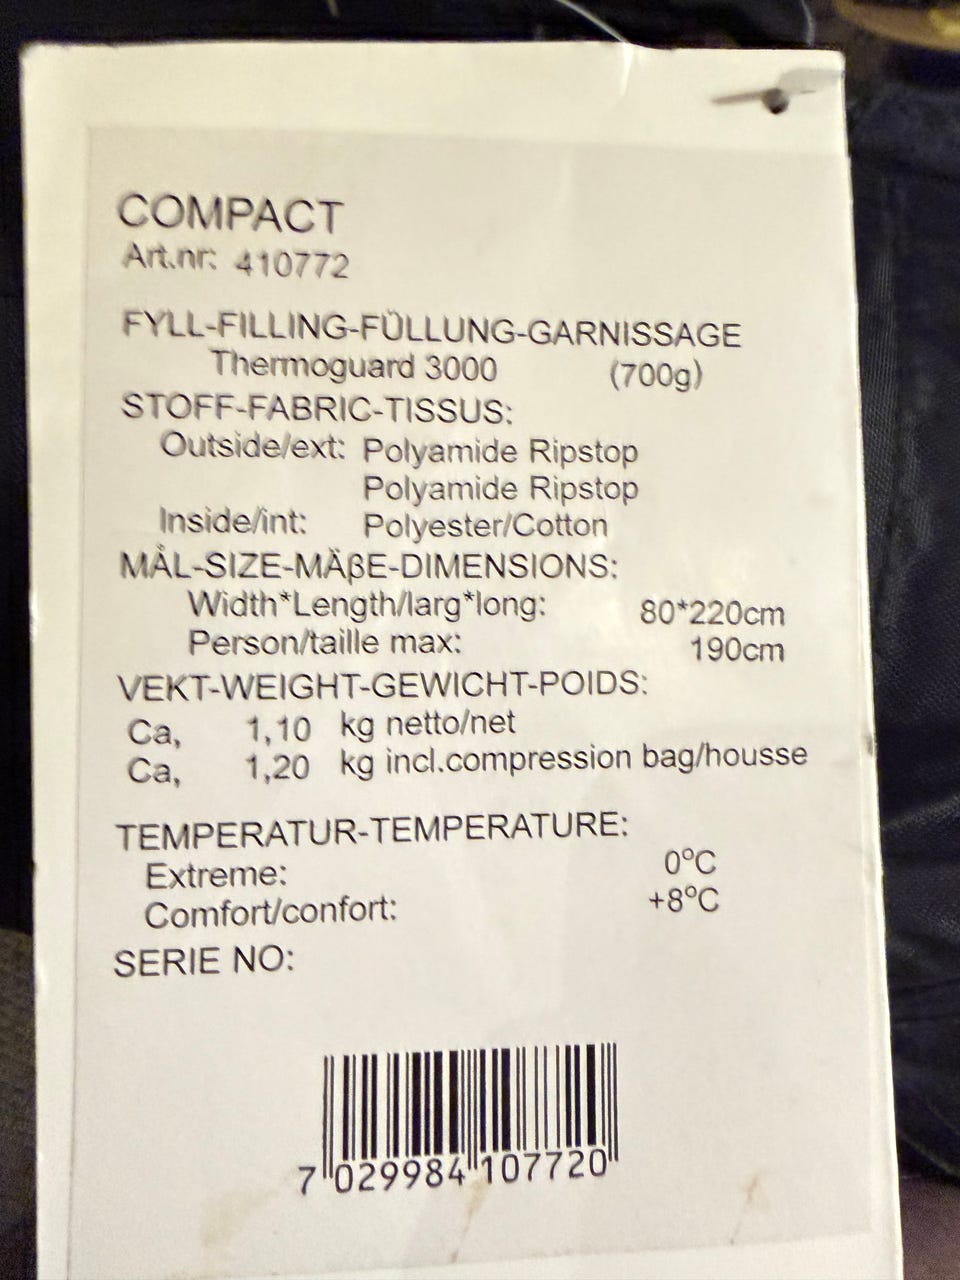 COMPACT
Art.nr: 410772
FYLL-FILLING-FÜLLUNG-GARNISSAGE
Thermoguard 3000 (700g)
STOFF-FABRIC-TISSUS:
Outside/ext: Polyamide Ripstop
Polyamide Ripstop
Inside/int: Polyester/Cotton
MÅL-SIZE-MÄβE-DIMENSIONS:
Width*Length/larg*long: 80*220cm
Person/taille max: 190cm
VEKT-WEIGHT-GEWICHT-POIDS:
Ca, 1,10 kg netto/net
Ca, 1,20 kg incl.compression bag/housse
TEMPERATUR-TEMPERATURE:
Extreme: 0°C
Comfort/confort: +8°C
SERIE NO:
7 029984 107720